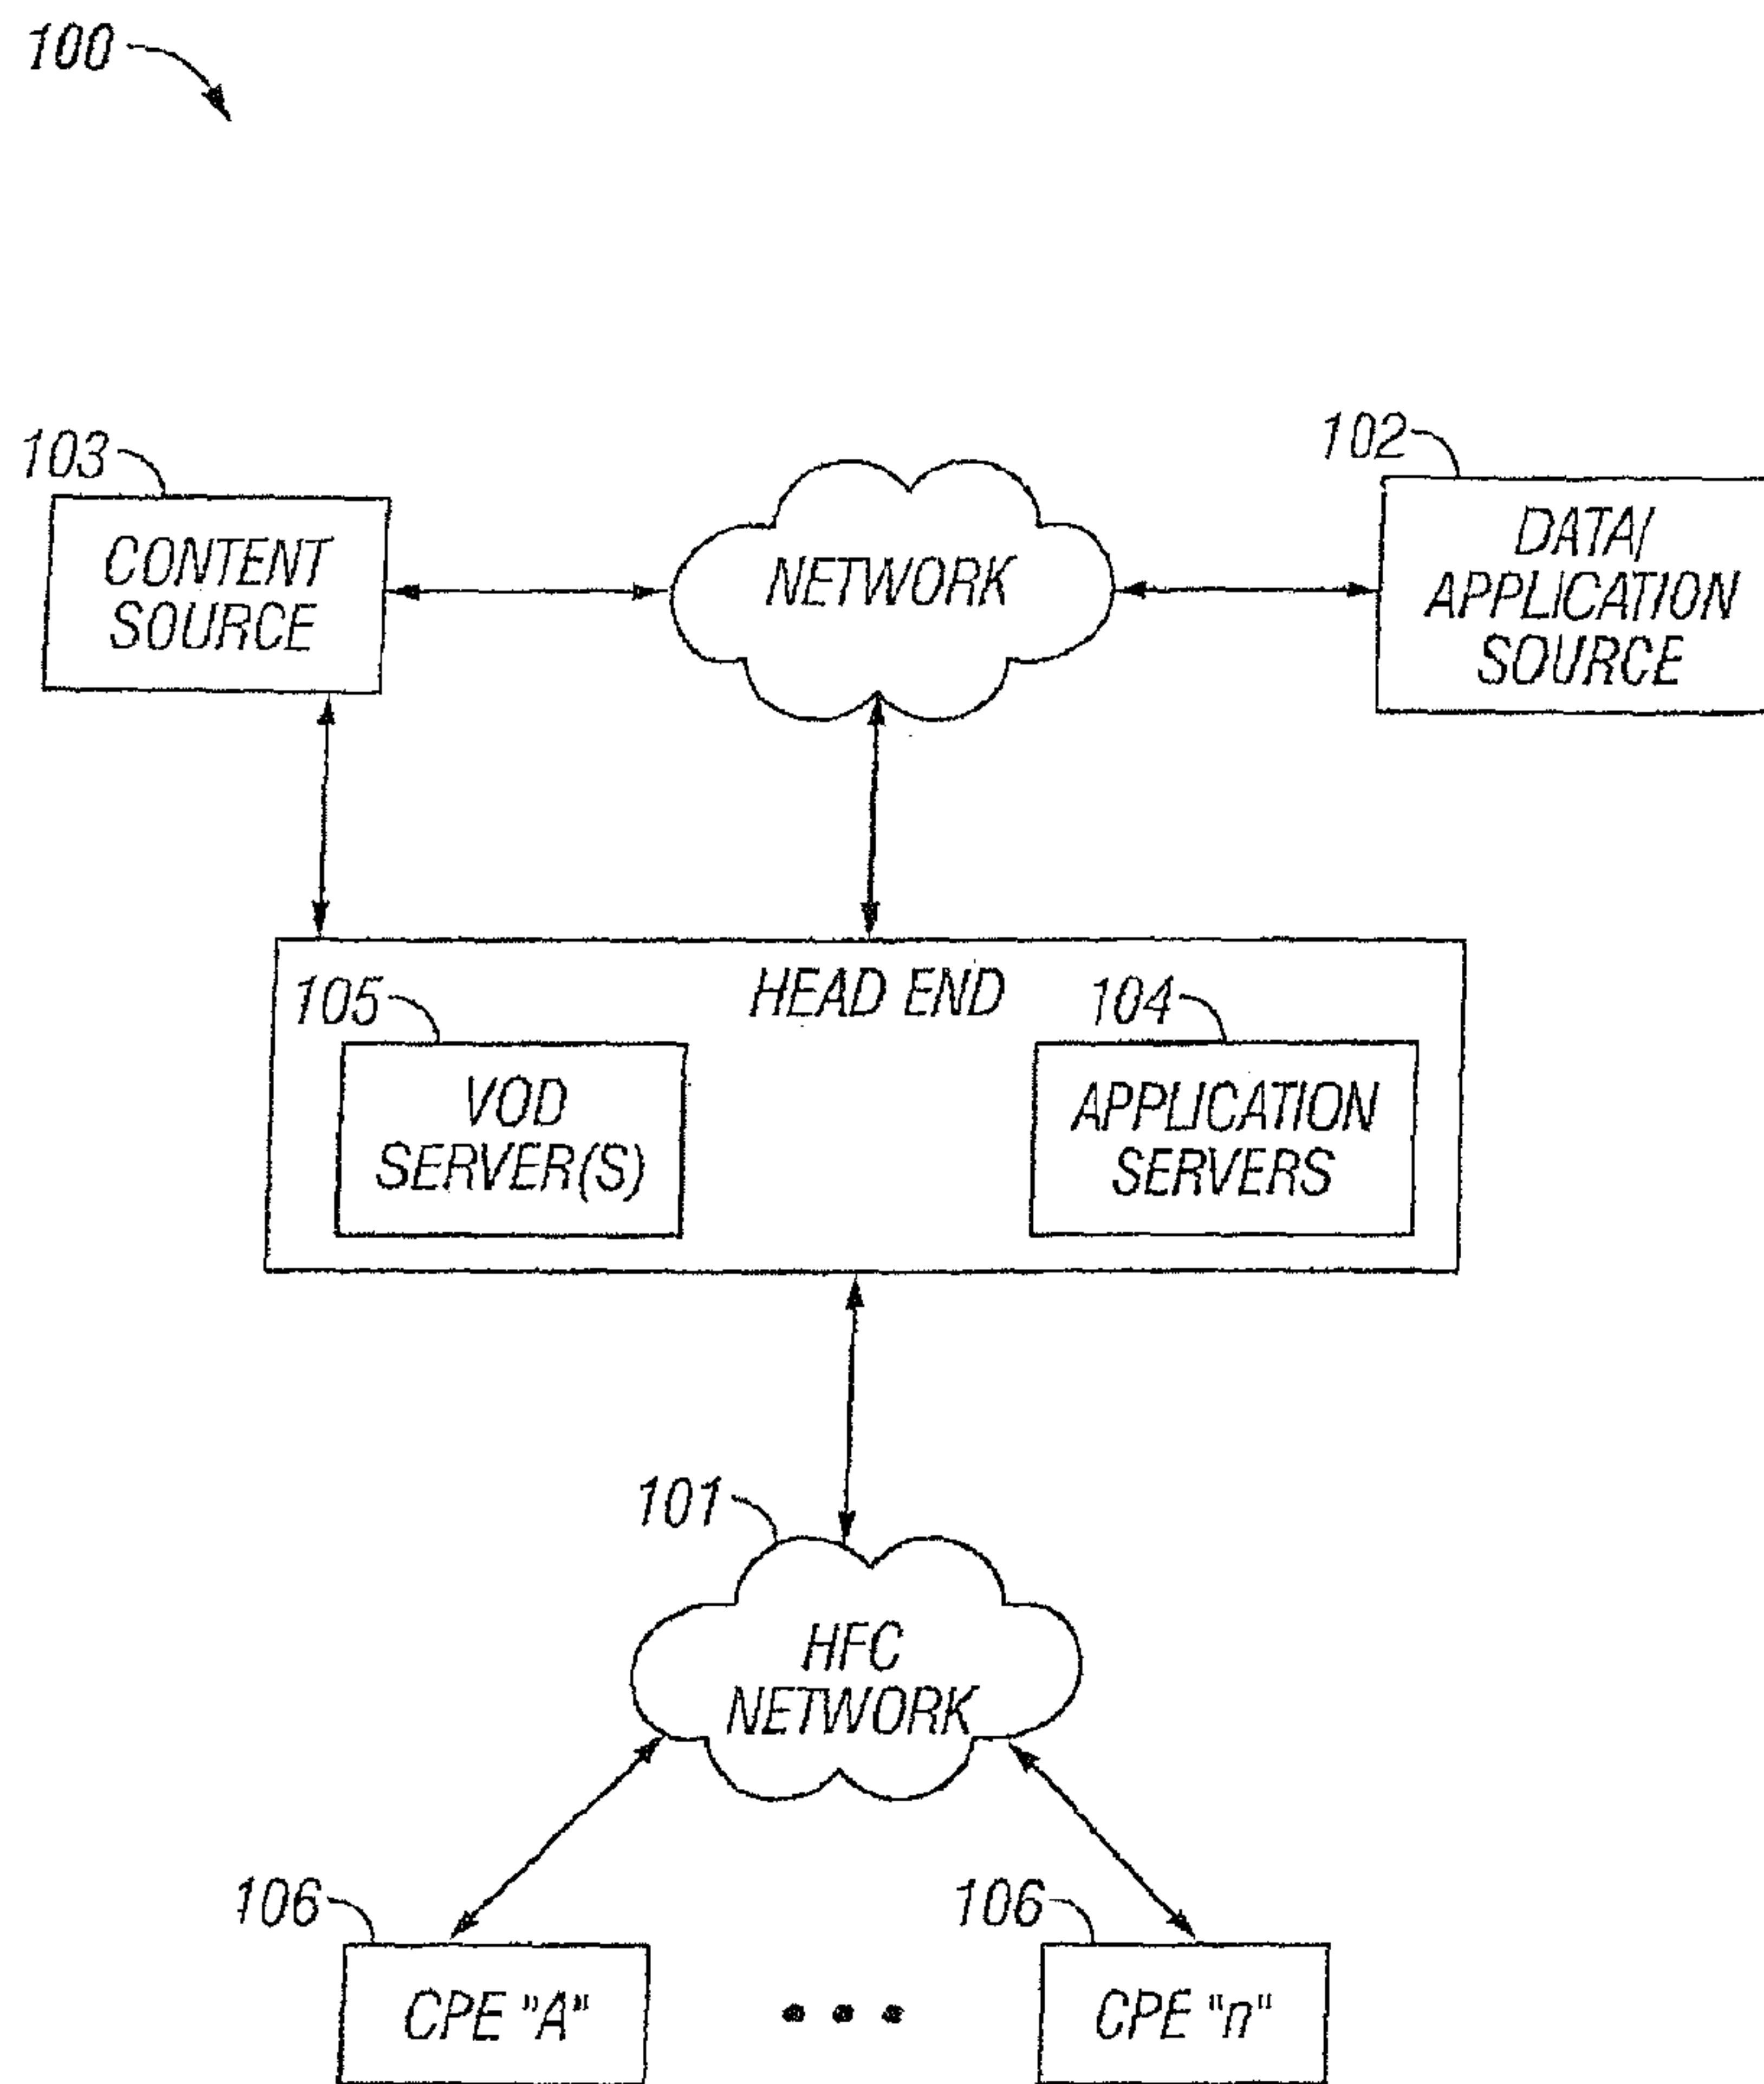 100
103
102
CONTENT
SOURCE
NETWORK
DATA/
APPLICATION
SOURCE
HEAD END
105
104
VOD
SERVER(S)
APPLICATION
SERVERS
101
HFC
NETWORK
106
106
CPE "A"
CPE "n"